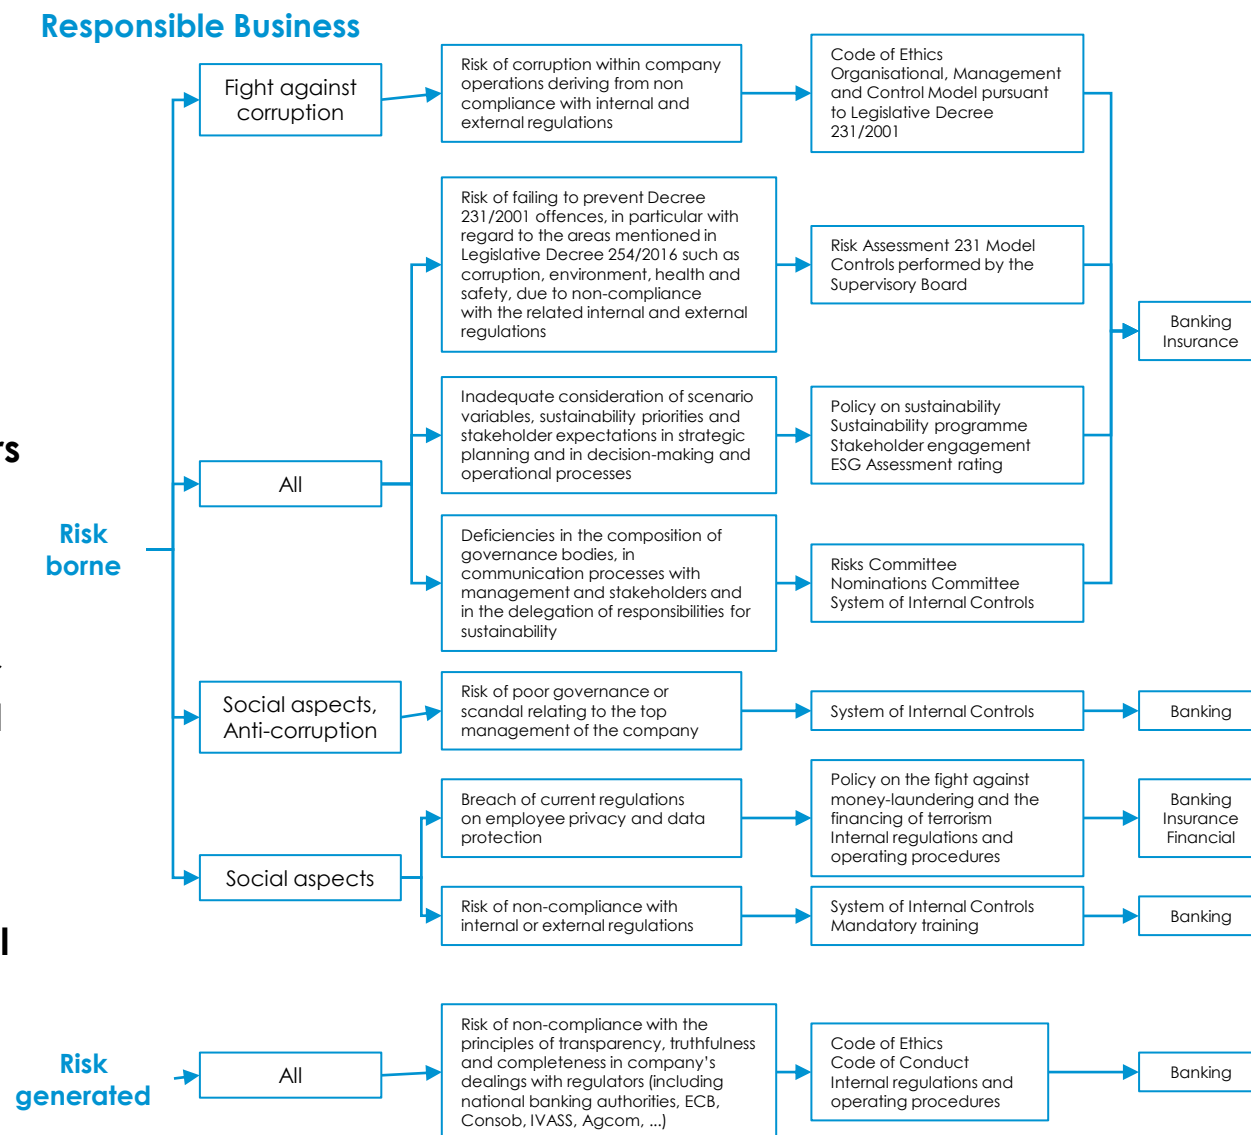 Responsible Business
Fight against
corruption
Risk of corruption within company
operations deriving from non
compliance with internal and
external regulations
Code of Ethics
Organisational, Management
and Control Model pursuant
to Legislative Decree
231/2001
Risk of failing to prevent Decree
231/2001 offences, in particular with
regard to the areas mentioned in
Legislative Decree 254/2016 such as
corruption, environment, health and
safety, due to non-compliance
with the related internal and external
regulations
Risk Assessment 231 Model
Controls performed by the
Supervisory Board
Banking
Insurance
Inadequate consideration of scenario
variables, sustainability priorities and
stakeholder expectations in strategic
planning and in decision-making and
operational processes
Policy on sustainability
Sustainability programme
Stakeholder engagement
ESG Assessment rating
rs
All
Risk
borne
Deficiencies in the composition of
governance bodies, in
communication processes with
management and stakeholders and
in the delegation of responsibilities for
sustainability
Risks Committee
Nominations Committee
System of Internal Controls
Social aspects,
Anti-corruption
Risk of poor governance or
scandal relating to the top
management of the company
System of Internal Controls
Banking
Social aspects
Breach of current regulations
on employee privacy and data
protection
Policy on the fight against
money-laundering and the
financing of terrorism
Internal regulations and
operating procedures
Banking
Insurance
Financial
Risk of non-compliance with
internal or external regulations
System of Internal Controls
Mandatory training
Banking
l
Risk
generated
All
Risk of non-compliance with the
principles of transparency, truthfulness
and completeness in company's
dealings with regulators (including
national banking authorities, ECB,
Consob, IVASS, Agcom, ...)
Code of Ethics
Code of Conduct
Internal regulations and
operating procedures
Banking